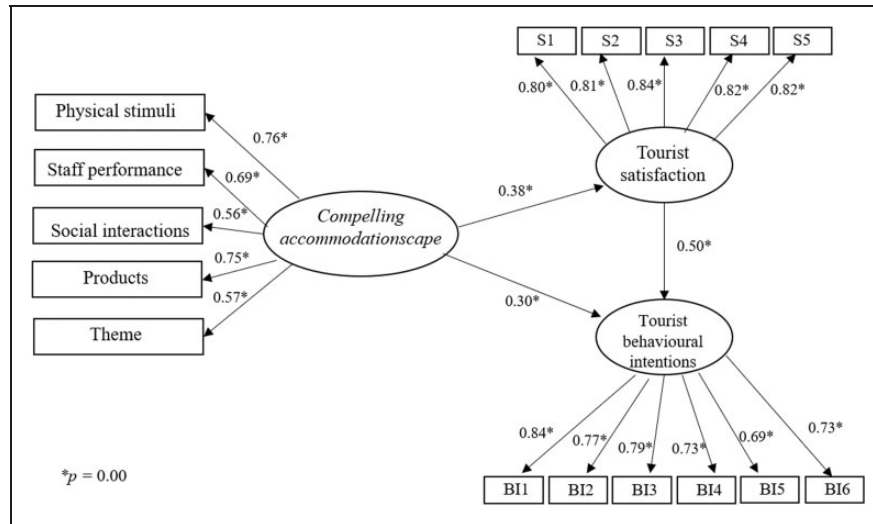 S1
S2
S3
S4
S5
0.80*
0.81*
0.84*
0.82*
0.82*
Physical stimuli
Staff performance
Social interactions
Products
Theme
0.76*
0.69*
0.56*
0.75*
0.57*
Compelling
accommodationscape
0.38*
0.30*
Tourist
satisfaction
0.50*
Tourist
behavioural
intentions
0.84*
0.77*
0.79*
0.73*
0.69*
0.73*
BI1
BI2
BI3
BI4
BI5
BI6
*p = 0.00